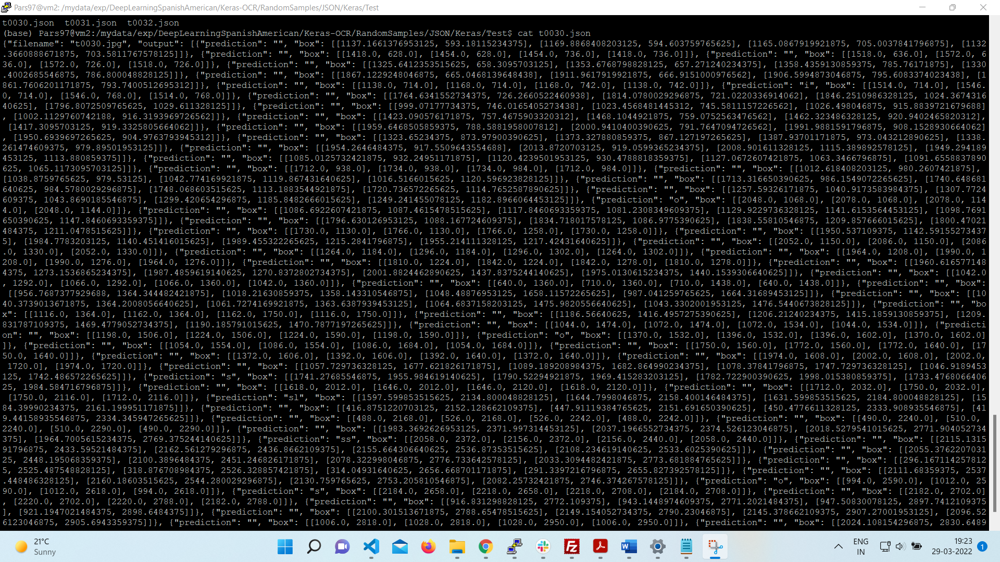 Pars97@vm2: /mydata/exp/DeepLearningSpanishAmerican/Keras-OCR/RandomSamples/JSON/Keras/Test
t0030.json  t0031.json  t0032.json
(base) Pars97@vm2:/mydata/exp/DeepLearningSpanishAmerican/Keras-OCR/RandomSamples/JSON/Keras/Test$ cat t0030.json
{"filename": "t0030.jpg", "output": [{"prediction": "", "box": [[1137.1661376953125, 593.18115234375], [1169.8868408203125, 594.603759765625], [1165.0867919921875, 705.0037841796875], [1132
.3660888671875, 703.5811767578125]]}, {"prediction": "", "box": [[1418.0, 628.0], [1454.0, 628.0], [1454.0, 736.0], [1418.0, 736.0]]}, {"prediction": "", "box": [[1518.0, 636.0], [1572.0, 6
36.0], [1572.0, 726.0], [1518.0, 726.0]]}, {"prediction": "", "box": [[1325.6412353515625, 658.3095703125], [1353.6768798828125, 657.271240234375], [1358.4359130859375, 785.76171875], [1330
.4002685546875, 786.800048828125]]}, {"prediction": "", "box": [[1867.1229248046875, 665.0468139648438], [1911.9617919921875, 666.9151000976562], [1906.5994873046875, 795.6083374023438], [1
861.7606201171875, 793.7400512695312]]}, {"prediction": "", "box": [[1138.0, 714.0], [1168.0, 714.0], [1168.0, 742.0], [1138.0, 742.0]]}, {"prediction": "i", "box": [[1514.0, 714.0], [1546.
0, 714.0], [1546.0, 768.0], [1514.0, 768.0]]}, {"prediction": "", "box": [[1764.6341552734375, 726.2660522460938], [1814.0780029296875, 721.0220336914062], [1846.2510986328125, 1024.3674316
40625], [1796.8072509765625, 1029.611328125]]}, {"prediction": "", "box": [[999.07177734375, 746.0165405273438], [1023.4568481445312, 745.5811157226562], [1026.498046875, 915.8839721679688]
, [1002.1129760742188, 916.3193969726562]]}, {"prediction": "", "box": [[1423.090576171875, 757.4675903320312], [1468.1044921875, 759.0752563476562], [1462.323486328125, 920.9402465820312],
 [1417.3095703125, 919.3325805664062]]}, {"prediction": "", "box": [[1959.6468505859375, 788.5881958007812], [2000.9410400390625, 791.7647094726562], [1991.9881591796875, 908.1528930664062]
, [1950.6939697265625, 904.9763793945312]]}, {"prediction": "", "box": [[1323.65234375, 873.97900390625], [1373.327880859375, 867.127197265625], [1387.93701171875, 973.043212890625], [1338.
261474609375, 979.89501953125]]}, {"prediction": "", "box": [[1954.2646484375, 917.5509643554688], [2013.8720703125, 919.0599365234375], [2008.901611328125, 1115.389892578125], [1949.294189
453125, 1113.880859375]]}, {"prediction": "", "box": [[1085.0125732421875, 932.24951171875], [1120.4239501953125, 930.4788818359375], [1127.0672607421875, 1063.3466796875], [1091.6558837890
625, 1065.1173095703125]]}, {"prediction": "", "box": [[1712.0, 938.0], [1734.0, 938.0], [1734.0, 984.0], [1712.0, 984.0]]}, {"prediction": "", "box": [[1012.618408203125, 980.2607421875],
[1038.8759765625, 979.53125], [1042.774169921875, 1119.867431640625], [1016.5166015625, 1120.596923828125]]}, {"prediction": "", "box": [[1713.316650390625, 986.1549072265625], [1740.648681
640625, 984.5780029296875], [1748.068603515625, 1113.1883544921875], [1720.736572265625, 1114.7652587890625]]}, {"prediction": "", "box": [[1257.59326171875, 1040.9173583984375], [1307.7724
609375, 1043.8690185546875], [1299.420654296875, 1185.8482666015625], [1249.241455078125, 1182.8966064453125]]}, {"prediction": "o", "box": [[2048.0, 1068.0], [2078.0, 1068.0], [2078.0, 114
4.0], [2048.0, 1144.0]]}, {"prediction": "", "box": [[1086.6922607421875, 1087.4615478515625], [1117.8460693359375, 1081.2308349609375], [1129.9229736328125, 1141.6153564453125], [1098.7691
650390625, 1147.8460693359375]]}, {"prediction": "", "box": [[1796.630126953125, 1088.167724609375], [1834.718017578125, 1086.9775390625], [1838.55810546875, 1209.857666015625], [1800.47021
484375, 1211.0478515625]]}, {"prediction": "", "box": [[1730.0, 1130.0], [1766.0, 1130.0], [1766.0, 1258.0], [1730.0, 1258.0]]}, {"prediction": "", "box": [[1950.537109375, 1142.5915527343​7
5], [1984.7783203125, 1140.451416015625], [1989.455322265625, 1215.2841796875], [1955.214111328125, 1217.42431640625]]}, {"prediction": "", "box": [[2052.0, 1150.0], [2086.0, 1150.0], [2086
.0, 1330.0], [2052.0, 1330.0]]}, {"prediction": "", "box": [[1264.0, 1184.0], [1296.0, 1184.0], [1296.0, 1302.0], [1264.0, 1302.0]]}, {"prediction": "", "box": [[1964.0, 1208.0], [1990.0, 1
208.0], [1990.0, 1276.0], [1964.0, 1276.0]]}, {"prediction": "", "box": [[1810.0, 1224.0], [1842.0, 1224.0], [1842.0, 1278.0], [1810.0, 1278.0]]}, {"prediction": "", "box": [[1960.616577148
4375, 1273.1536865234375], [1987.4859619140625, 1270.8372802734375], [2001.8824462890625, 1437.8375244140625], [1975.0130615234375, 1440.1539306640625]]}, {"prediction": "", "box": [[1042.0
, 1292.0], [1066.0, 1292.0], [1066.0, 1360.0], [1042.0, 1360.0]]}, {"prediction": "", "box": [[640.0, 1360.0], [710.0, 1360.0], [710.0, 1438.0], [640.0, 1438.0]]}, {"prediction": "", "box":
 [[956.7687377929688, 1364.344482421875], [1018.21630859375, 1358.143310546875], [1048.48876953125, 1658.11572265625], [987.041259765625, 1664.31689453125]]}, {"prediction": "", "box": [[10
40.3739013671875, 1364.2008056640625], [1061.7274169921875, 1363.6387939453125], [1064.6837158203125, 1475.9820556640625], [1043.3302001953125, 1476.5440673828125]]}, {"prediction": "", "bo
x": [[1116.0, 1364.0], [1162.0, 1364.0], [1162.0, 1750.0], [1116.0, 1750.0]]}, {"prediction": "", "box": [[1186.56640625, 1416.4957275390625], [1206.21240234375, 1415.1859130859375], [1209.
831787109375, 1469.4779052734375], [1190.185791015625, 1470.7877197265625]]}, {"prediction": "", "box": [[1044.0, 1474.0], [1072.0, 1474.0], [1072.0, 1534.0], [1044.0, 1534.0]]}, {"predicti
on": "", "box": [[1198.0, 1506.0], [1224.0, 1506.0], [1224.0, 1590.0], [1198.0, 1590.0]]}, {"prediction": "o", "box": [[1370.0, 1532.0], [1396.0, 1532.0], [1396.0, 1602.0], [1370.0, 1602.0]
]}, {"prediction": "", "box": [[1054.0, 1554.0], [1086.0, 1554.0], [1086.0, 1684.0], [1054.0, 1684.0]]}, {"prediction": "", "box": [[1750.0, 1560.0], [1772.0, 1560.0], [1772.0, 1640.0], [17
50.0, 1640.0]]}, {"prediction": "", "box": [[1372.0, 1606.0], [1392.0, 1606.0], [1392.0, 1640.0], [1372.0, 1640.0]]}, {"prediction": "", "box": [[1974.0, 1608.0], [2002.0, 1608.0], [2002.0,
 1720.0], [1974.0, 1720.0]]}, {"prediction": "", "box": [[1057.729736328125, 1677.621826171875], [1089.189208984375, 1682.864990234375], [1078.37841796875, 1747.729736328125], [1046.9189453
125, 1742.486572265625]]}, {"prediction": "s", "box": [[1741.27685546875, 1955.984619140625], [1790.52294921875, 1969.415283203125], [1782.722900390625, 1998.015380859375], [1733.4768066406
25, 1984.584716796875]]}, {"prediction": "", "box": [[1618.0, 2012.0], [1646.0, 2012.0], [1646.0, 2120.0], [1618.0, 2120.0]]}, {"prediction": "", "box": [[1712.0, 2032.0], [1750.0, 2032.0],
 [1750.0, 2116.0], [1712.0, 2116.0]]}, {"prediction": "sl", "box": [[1597.599853515625, 2134.800048828125], [1644.7998046875, 2158.400146484375], [1631.599853515625, 2184.800048828125], [15
84.39990234375, 2161.199951171875]]}, {"prediction": "", "box": [[416.8751220703125, 2152.128662109375], [447.91119384765625, 2151.691650390625], [450.4776611328125, 2333.908935546875], [41
9.44158935546875, 2334.345947265625]]}, {"prediction": "", "box": [[488.0, 2168.0], [526.0, 2168.0], [526.0, 2242.0], [488.0, 2242.0]]}, {"prediction": "", "box": [[490.0, 2240.0], [510.0,
2240.0], [510.0, 2290.0], [490.0, 2290.0]]}, {"prediction": "", "box": [[1983.3692626953125, 2371.997314453125], [2037.1966552734375, 2374.526123046875], [2018.5279541015625, 2771.904052734
375], [1964.7005615234375, 2769.375244140625]]}, {"prediction": "ss", "box": [[2058.0, 2372.0], [2156.0, 2372.0], [2156.0, 2440.0], [2058.0, 2440.0]]}, {"prediction": "", "box": [[2115.1315
91796875, 2433.59521484375], [2162.561279296875, 2436.8662109375], [2155.664306640625, 2536.87353515625], [2108.234619140625, 2533.6025390625]]}, {"prediction": "", "box": [[2055.3762207031
25, 2448.195068359375], [2100.3896484375, 2451.246826171875], [2078.322998046875, 2776.733642578125], [2033.3094482421875, 2773.681884765625]]}, {"prediction": "", "box": [[296.167114257812
5, 2525.487548828125], [318.876708984375, 2526.328857421875], [314.04931640625, 2656.668701171875], [291.3397216796875, 2655.827392578125]]}, {"prediction": "", "box": [[2111.68359375, 2537
.448486328125], [2160.18603515625, 2544.280029296875], [2130.759765625, 2753.205810546875], [2082.25732421875, 2746.374267578125]]}, {"prediction": "o", "box": [[994.0, 2590.0], [1012.0, 25
90.0], [1012.0, 2618.0], [994.0, 2618.0]]}, {"prediction": "s", "box": [[2184.0, 2658.0], [2218.0, 2658.0], [2218.0, 2708.0], [2184.0, 2708.0]]}, {"prediction": "", "box": [[2182.0, 2702.0]
, [2220.0, 2702.0], [2220.0, 2788.0], [2182.0, 2788.0]]}, {"prediction": "", "box": [[916.831298828125, 2772.109375], [943.1448974609375, 2771.2021484375], [947.50830078125, 2897.7412109375
], [921.1947021484375, 2898.6484375]]}, {"prediction": "", "box": [[2100.301513671875, 2788.65478515625], [2149.154052734375, 2790.23046875], [2145.378662109375, 2907.27001953125], [2096.52
6123046875, 2905.6943359375]]}, {"prediction": "", "box": [[1006.0, 2818.0], [1028.0, 2818.0], [1028.0, 2950.0], [1006.0, 2950.0]]}, {"prediction": "", "box": [[2024.108154296875, 2830.6489
21°C
Sunny
ENG
IN
19:23
29-03-2022
1